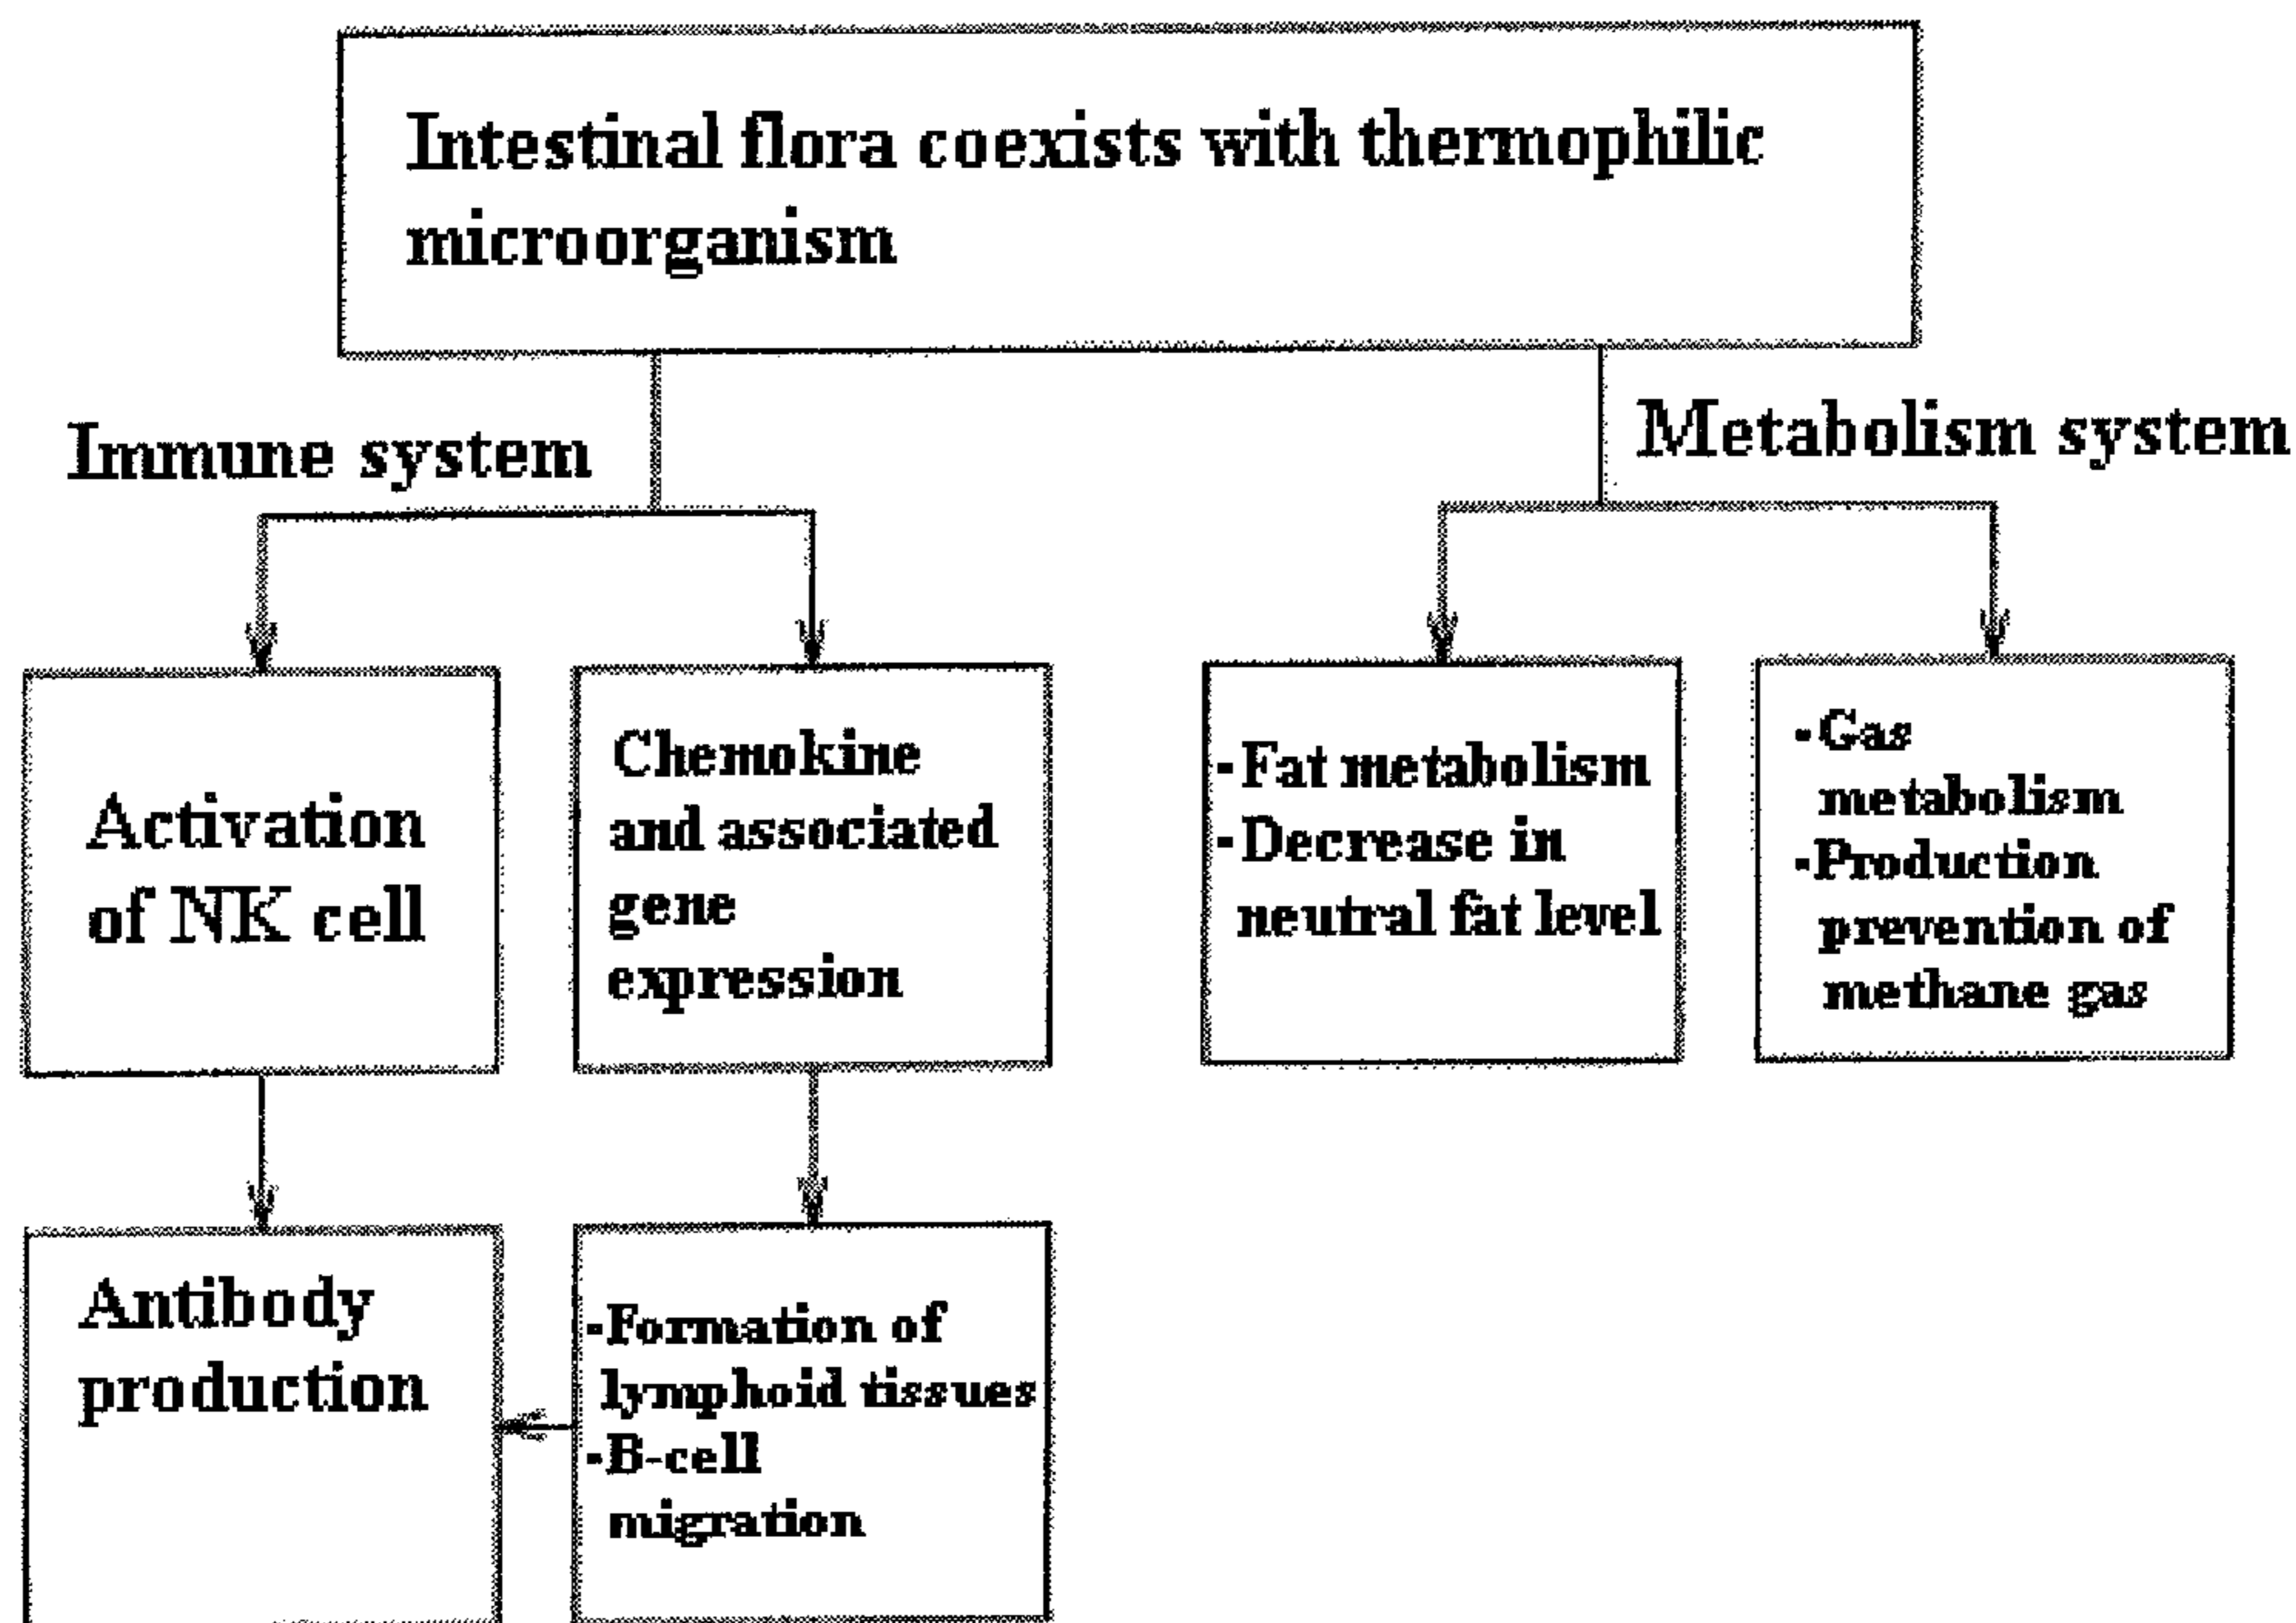 Intestinal flora coexists with thermophilic
microorganism
Immune system
Metabolism system
Activation
of NK cell
Chemokine
and associated
gene
expression
-Fat metabolism
-Decrease in
neutral fat level
-Gas
metabolism
-Production
prevention of
methane gas
Antibody
production
-Formation of
lymphoid tissues
-B-cell
migration